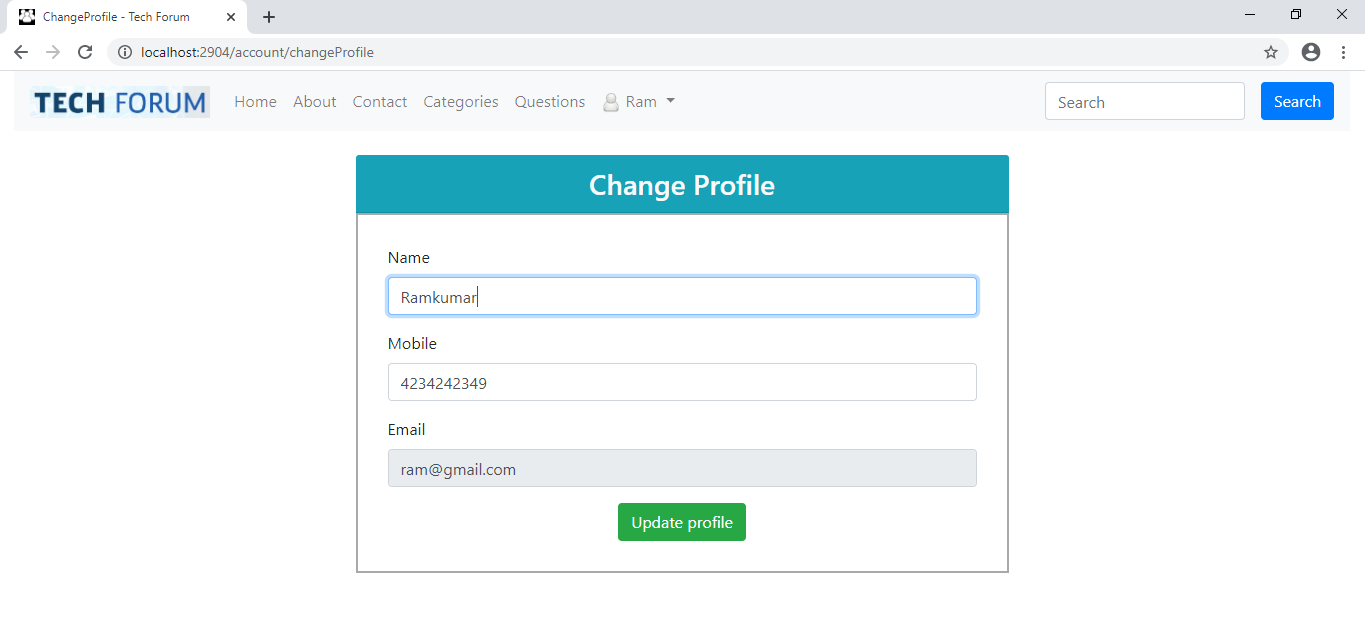 ChangeProfile - Tech Forum
localhost:2904/account/changeProfile
TECH FORUM Home About Contact Categories Questions Ram Search Search
Change Profile
Name
Ramkumar
Mobile
4234242349
Email
ram@gmail.com
Update profile